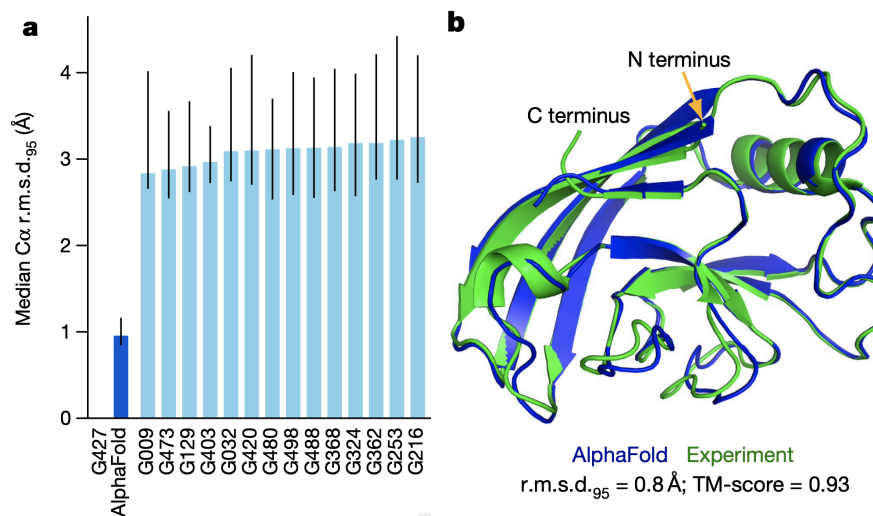 a
Median Cα r.m.s.d.95 (Å)
4
3
2
1
0
G427
AlphaFold
G009
G473
G129
G403
G032
G420
G480
G498
G488
G368
G324
G362
G253
G216
b
N terminus
C terminus
AlphaFold Experiment
r.m.s.d.95 = 0.8 Å; TM-score = 0.93